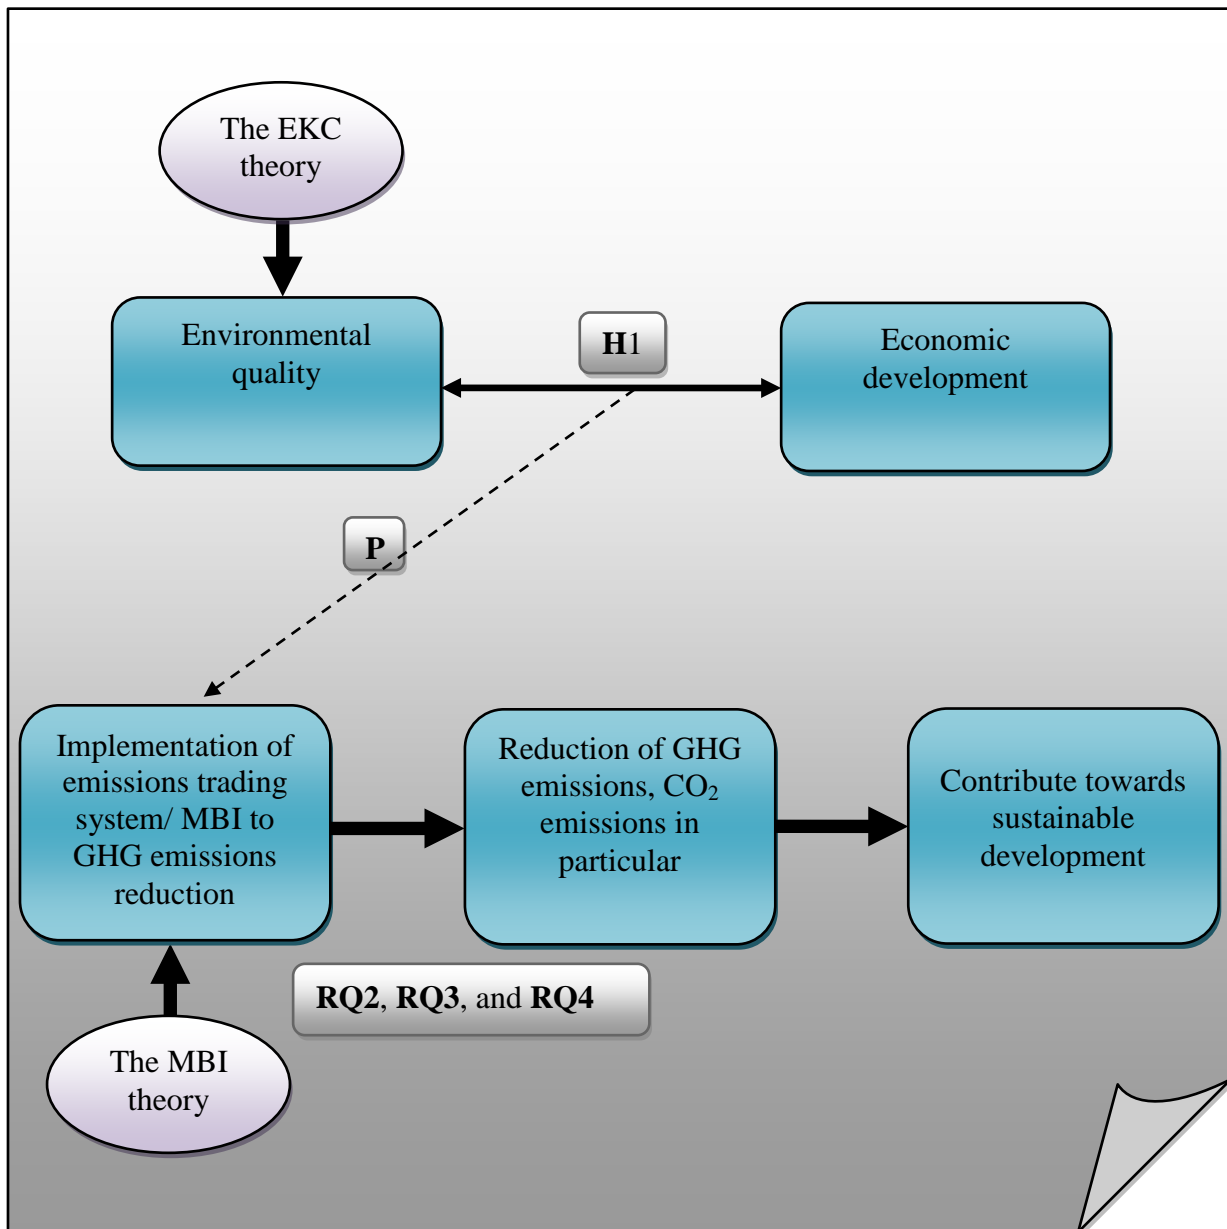 The EKC
theory
Environmental
quality
H1
Economic
development
P
Implementation of
emissions trading
system/ MBI to
GHG emissions
reduction
Reduction of GHG
emissions, CO₂
emissions in
particular
Contribute towards
sustainable
development
RQ2, RQ3, and RQ4
The MBI
theory